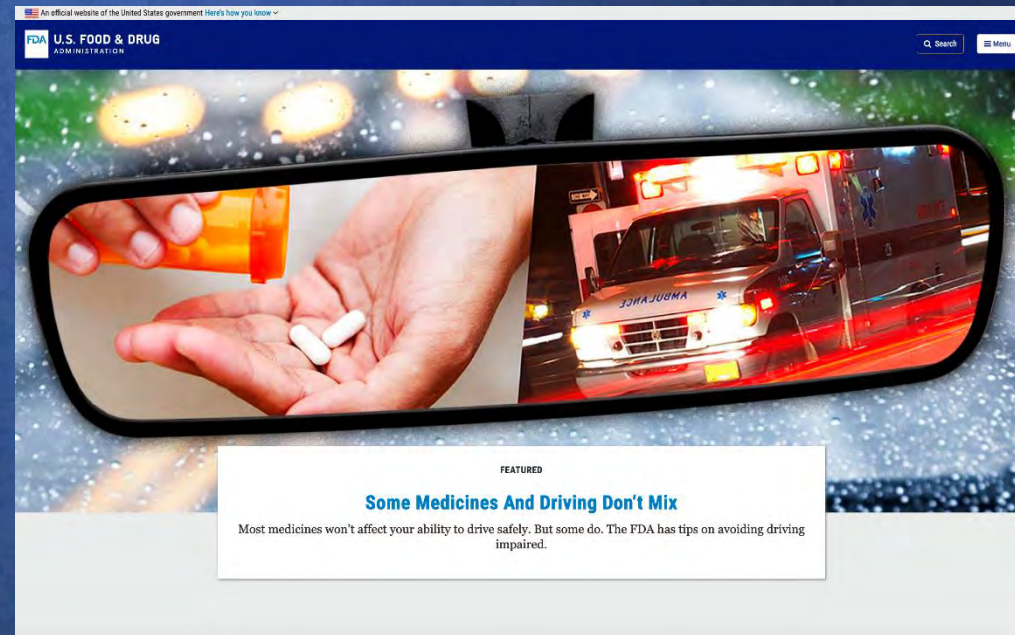 An official website of the United States government Here's how you know
FDA U.S. FOOD & DRUG
ADMINISTRATION
Search
Menu
AMBULANCE
FEATURED
Some Medicines And Driving Don't Mix
Most medicines won't affect your ability to drive safely. But some do. The FDA has tips on avoiding driving
impaired.